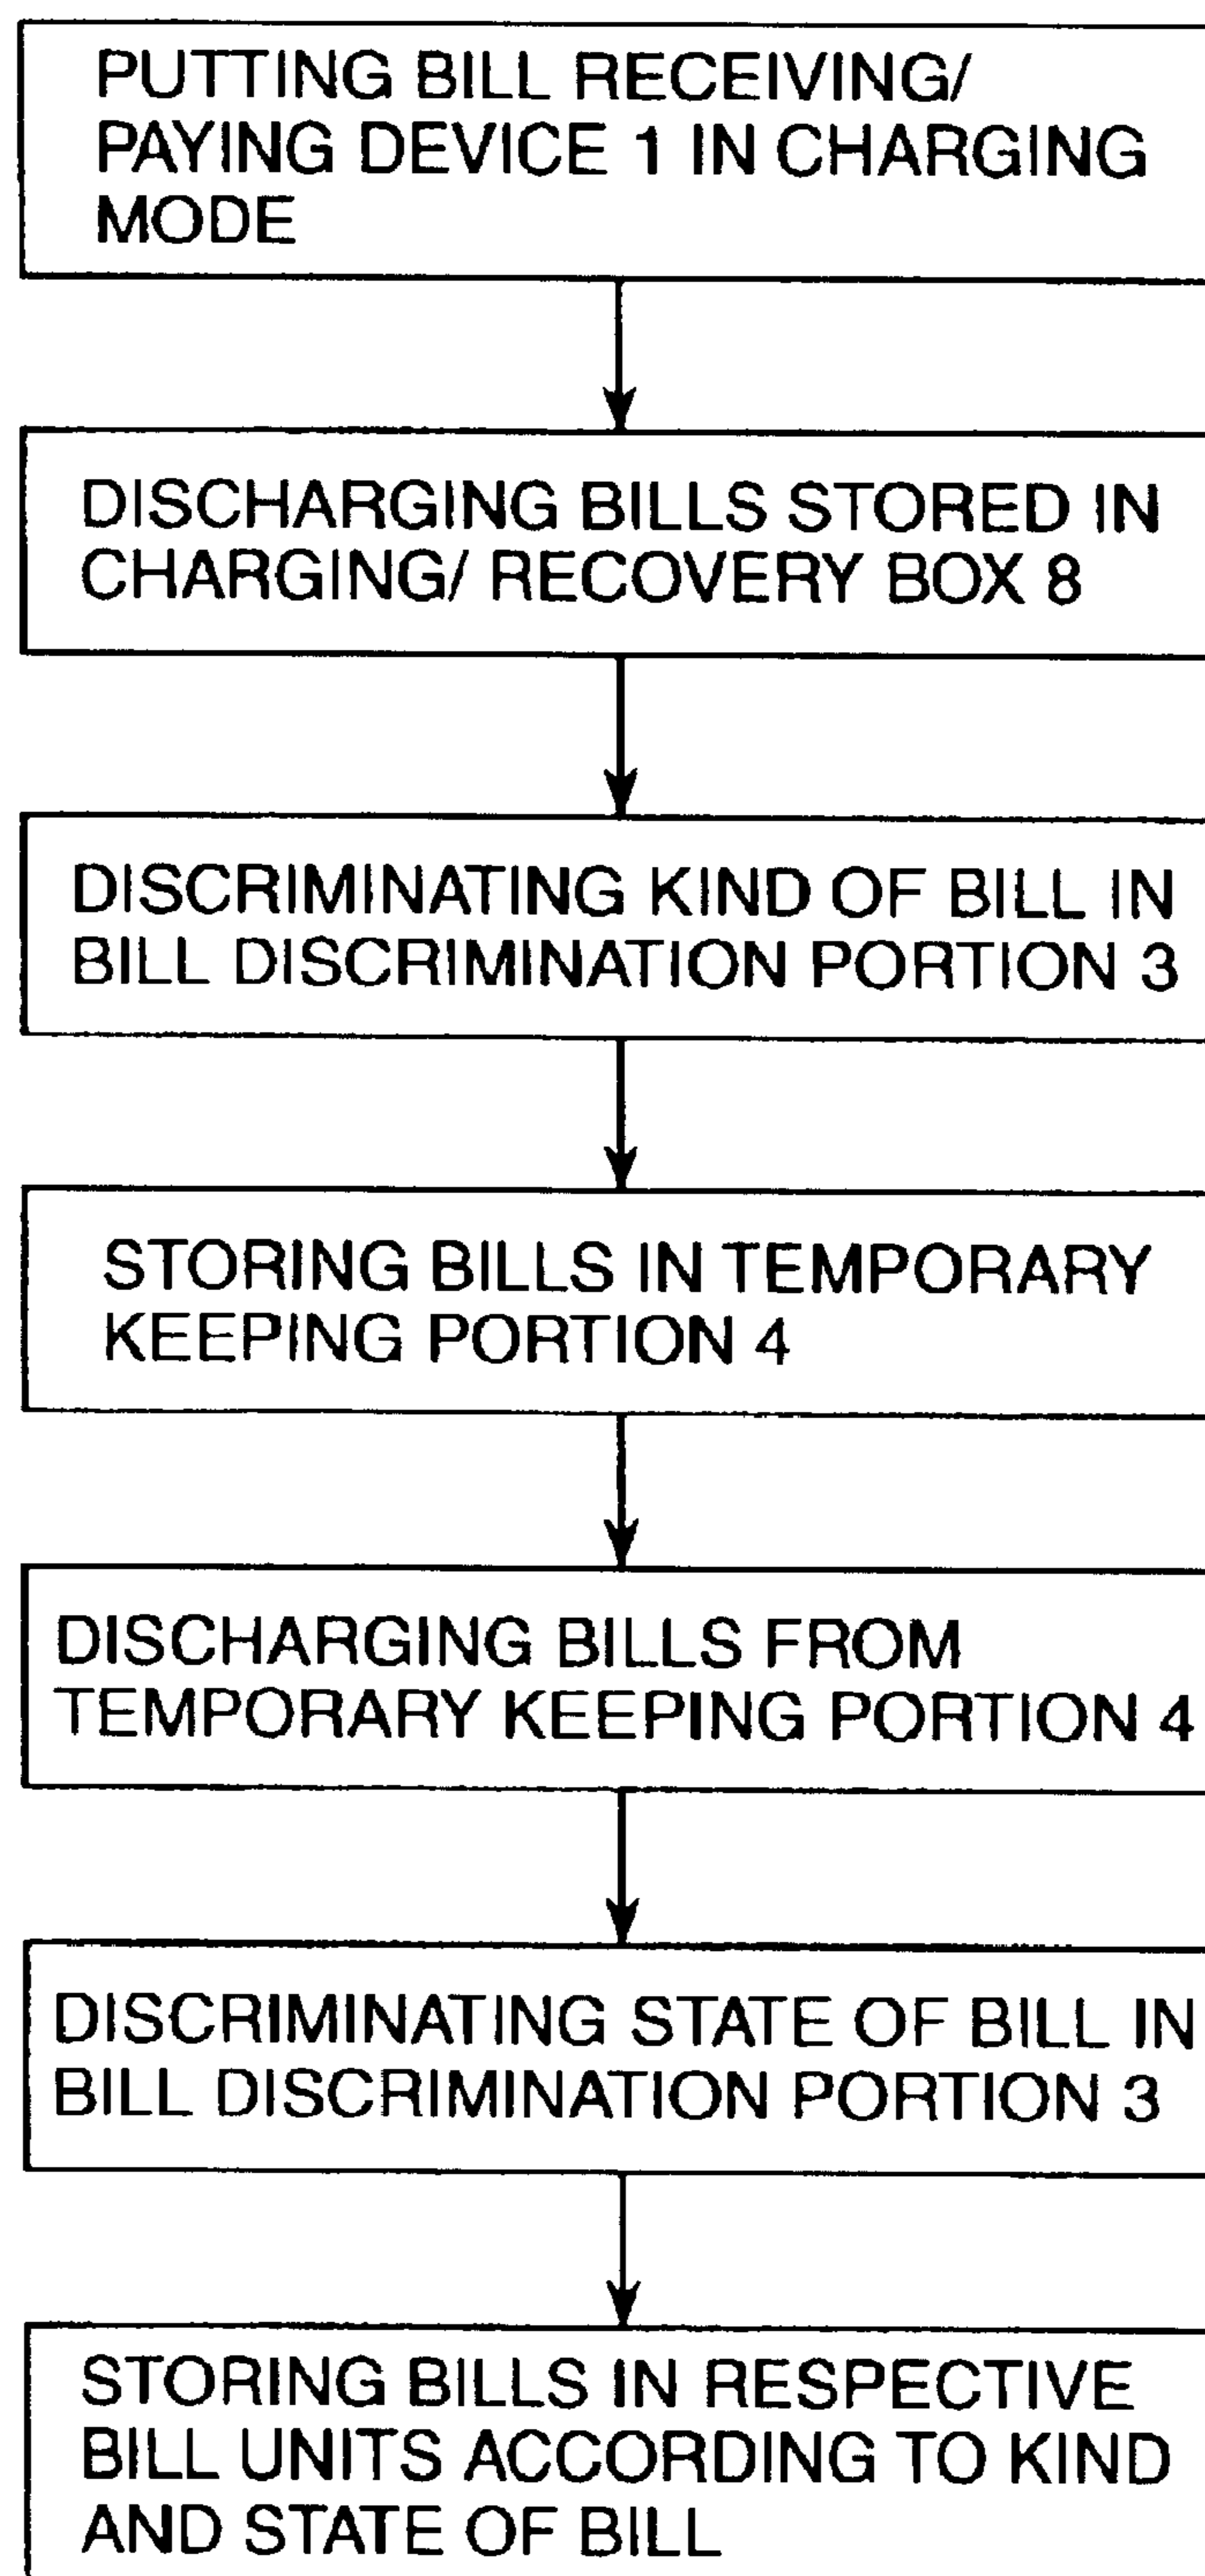 PUTTING BILL RECEIVING/
PAYING DEVICE 1 IN CHARGING
MODE
DISCHARGING BILLS STORED IN
CHARGING/ RECOVERY BOX 8
DISCRIMINATING KIND OF BILL IN
BILL DISCRIMINATION PORTION 3
STORING BILLS IN TEMPORARY
KEEPING PORTION 4
DISCHARGING BILLS FROM
TEMPORARY KEEPING PORTION 4
DISCRIMINATING STATE OF BILL IN
BILL DISCRIMINATION PORTION 3
STORING BILLS IN RESPECTIVE
BILL UNITS ACCORDING TO KIND
AND STATE OF BILL